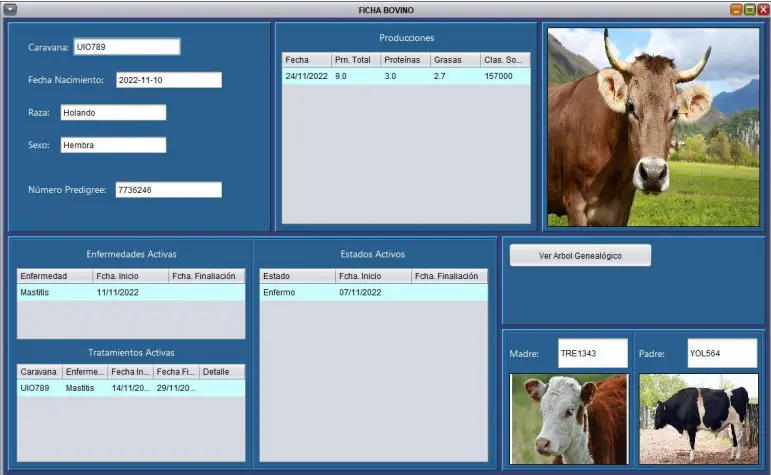 FICHA BOVINO
Caravana: UIO789
Fecha Nacimiento: 2022-11-10
Raza: Holando
Sexo: Hembra
Número Predigree: 7736246
Producciones
Fecha Prn. Total Proteínas Grasas Clas. So...
24/11/2022 9.0 3.0 2.7 157000
Enfermedades Activas
Enfermedad Fcha. Inicio Fcha. Finaliación
Mastitis 11/11/2022
Tratamientos Activas
Caravana Enferme... Fecha In... Fecha Fi... Detalle
UIO789 Mastitis 14/11/20... 29/11/20...
Estados Activos
Estado Fcha. Inicio Fcha. Finaliación
Enfermo 07/11/2022
Ver Arbol Genealógico
Madre: TRE1343 Padre: YOL564